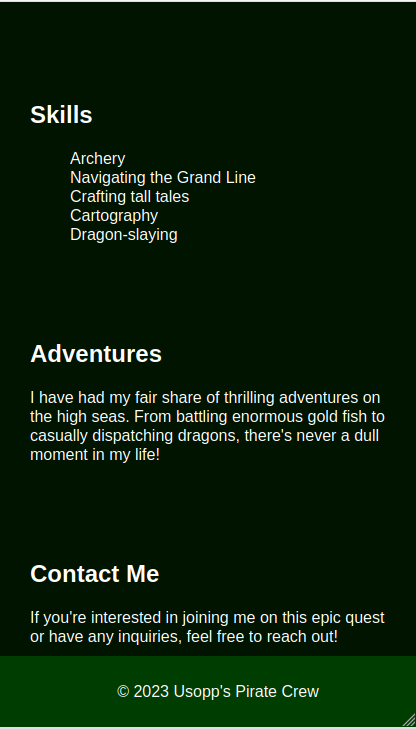 Skills
Archery
Navigating the Grand Line
Crafting tall tales
Cartography
Dragon-slaying
Adventures
I have had my fair share of thrilling adventures on
the high seas. From battling enormous gold fish to
casually dispatching dragons, there's never a dull
moment in my life!
Contact Me
If you're interested in joining me on this epic quest
or have any inquiries, feel free to reach out!
© 2023 Usopp's Pirate Crew